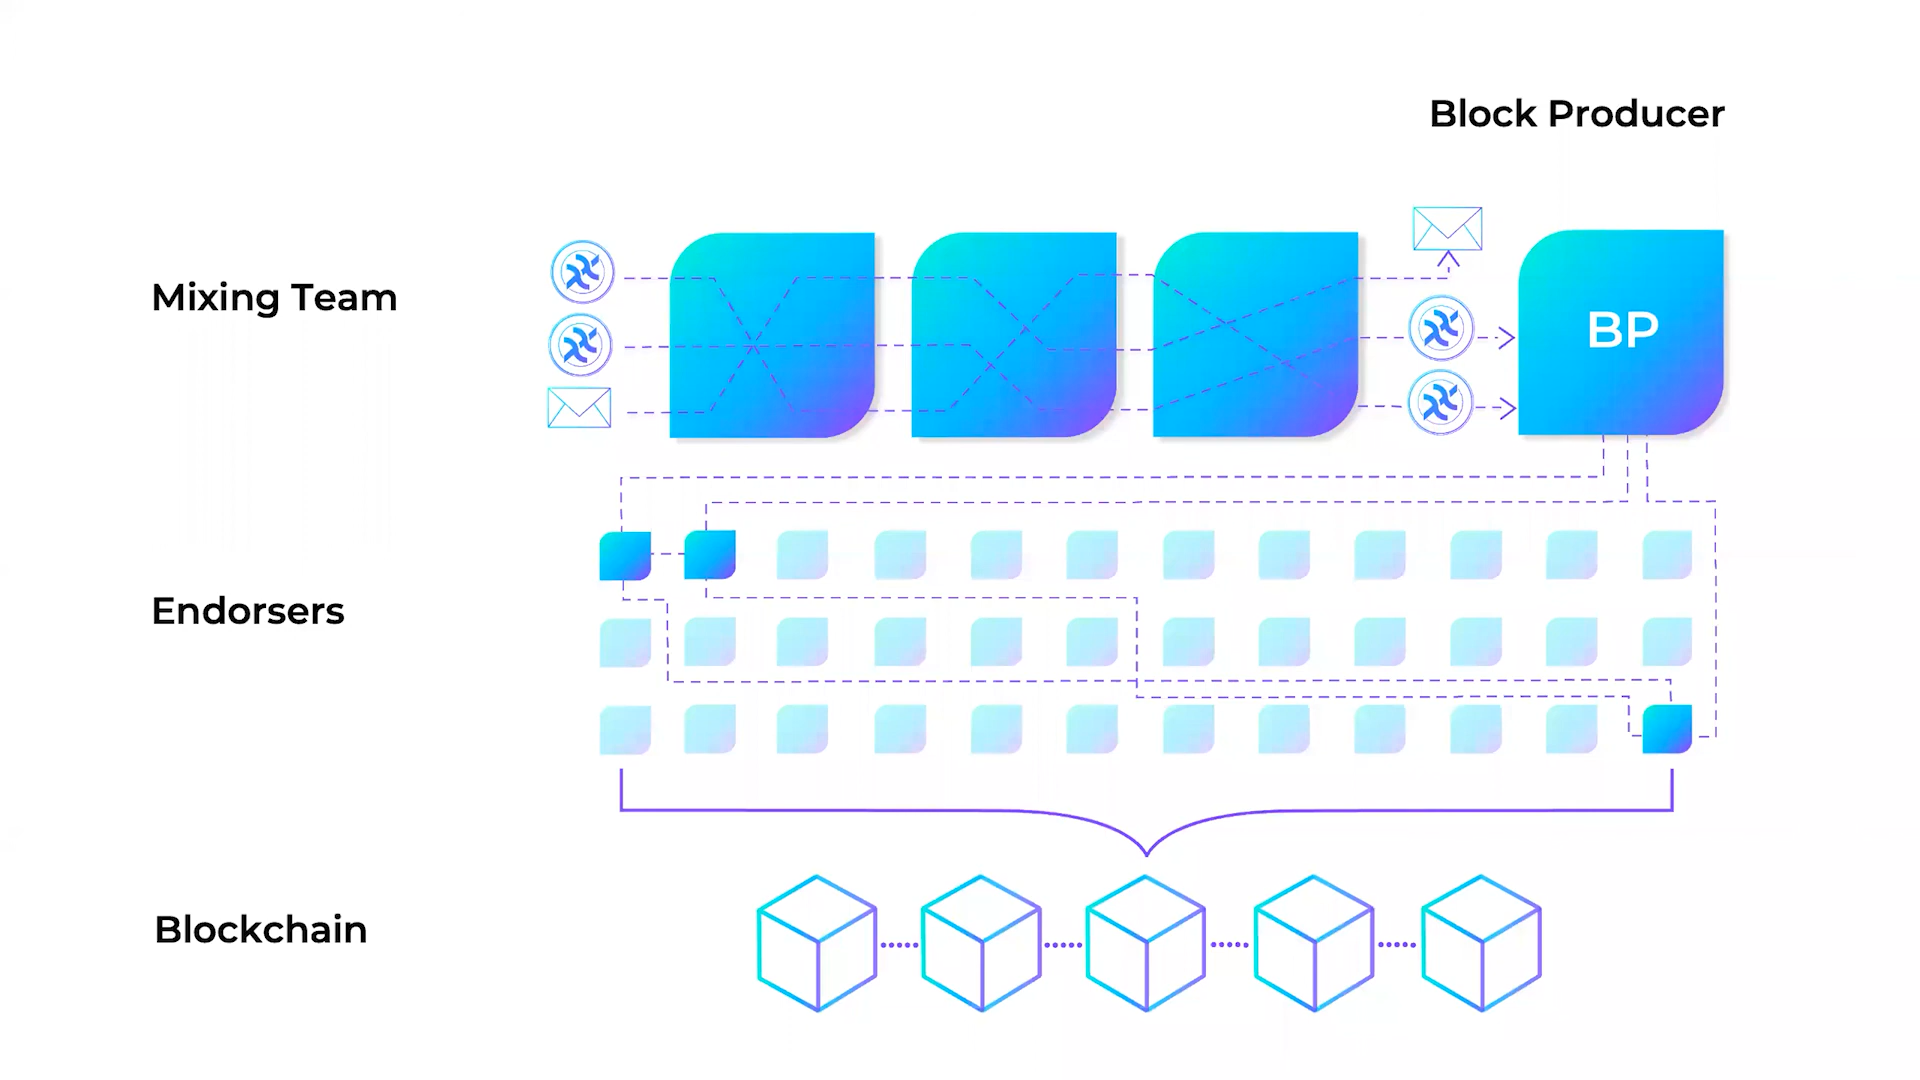 Block Producer
Mixing Team
BP
Endorsers
Blockchain